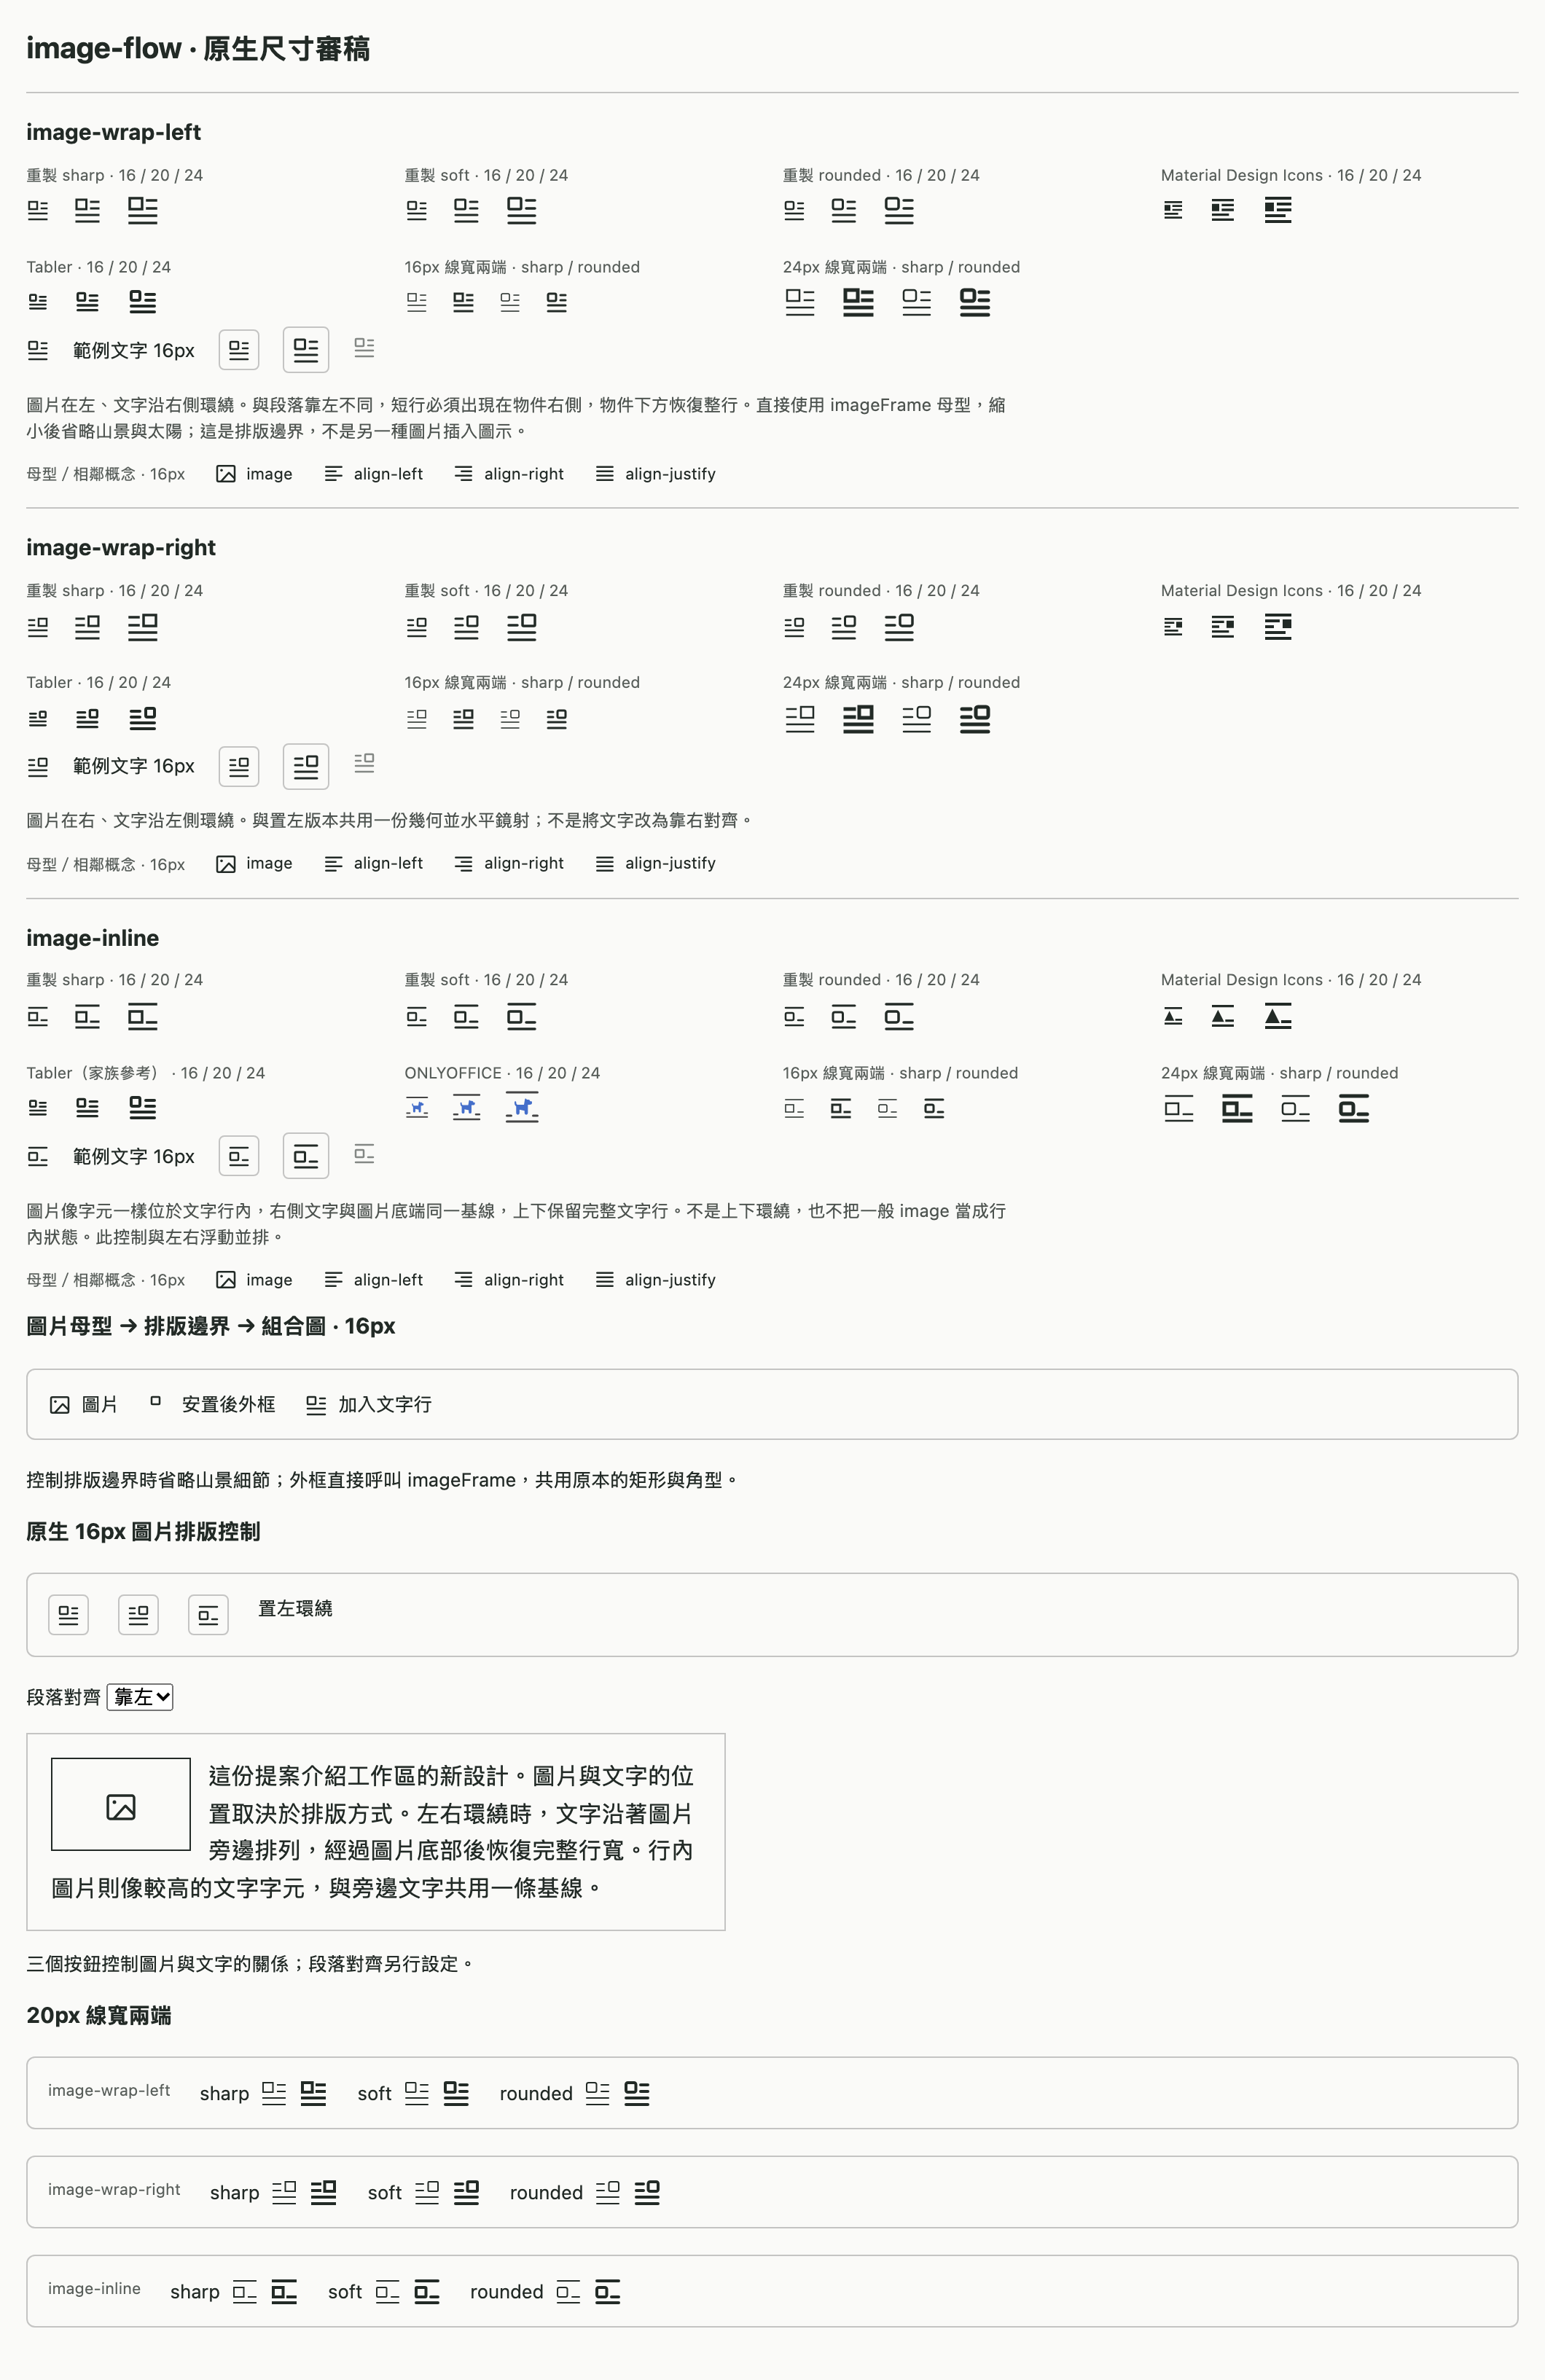 image-flow · 原生尺寸審稿
image-wrap-left
重製 sharp · 16 / 20 / 24
重製 soft · 16 / 20 / 24
重製 rounded · 16 / 20 / 24
Material Design Icons · 16 / 20 / 24
Tabler · 16 / 20 / 24
16px 線寬兩端 · sharp / rounded
24px 線寬兩端 · sharp / rounded
範例文字 16px
圖片在左、文字沿右側環繞。與段落靠左不同，短行必須出現在物件右側，物件下方恢復整行。直接使用 imageFrame 母型，縮
小後省略山景與太陽；這是排版邊界，不是另一種圖片插入圖示。
母型 / 相鄰概念 · 16px image align-left align-right align-justify
image-wrap-right
重製 sharp · 16 / 20 / 24
重製 soft · 16 / 20 / 24
重製 rounded · 16 / 20 / 24
Material Design Icons · 16 / 20 / 24
Tabler · 16 / 20 / 24
16px 線寬兩端 · sharp / rounded
24px 線寬兩端 · sharp / rounded
範例文字 16px
圖片在右、文字沿左側環繞。與置左版本共用一份幾何並水平鏡射；不是將文字改為靠右對齊。
母型 / 相鄰概念 · 16px image align-left align-right align-justify
image-inline
重製 sharp · 16 / 20 / 24
重製 soft · 16 / 20 / 24
重製 rounded · 16 / 20 / 24
Material Design Icons · 16 / 20 / 24
Tabler（家族參考） · 16 / 20 / 24
ONLYOFFICE · 16 / 20 / 24
16px 線寬兩端 · sharp / rounded
24px 線寬兩端 · sharp / rounded
範例文字 16px
圖片像字元一樣位於文字行內，右側文字與圖片底端同一基線，上下保留完整文字行。不是上下環繞，也不把一般 image 當成行
內狀態。此控制與左右浮動並排。
母型 / 相鄰概念 · 16px image align-left align-right align-justify
圖片母型 → 排版邊界 → 組合圖 · 16px
圖片 安置後外框 加入文字行
控制排版邊界時省略山景細節；外框直接呼叫 imageFrame，共用原本的矩形與角型。
原生 16px 圖片排版控制
置左環繞
段落對齊 靠左
這份提案介紹工作區的新設計。圖片與文字的位
置取決於排版方式。左右環繞時，文字沿著圖片
旁邊排列，經過圖片底部後恢復完整行寬。行內
圖片則像較高的文字字元，與旁邊文字共用一條基線。
三個按鈕控制圖片與文字的關係；段落對齊另行設定。
20px 線寬兩端
image-wrap-left sharp soft rounded
image-wrap-right sharp soft rounded
image-inline sharp soft rounded